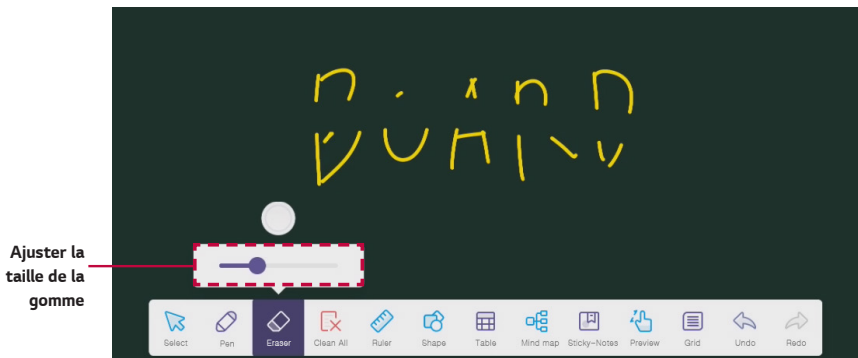 Ajuster la
taille de la
gomme
Select Pen Eraser Clean All Ruler Shape Table Mind map Sticky-Notes Preview Grid Undo Redo